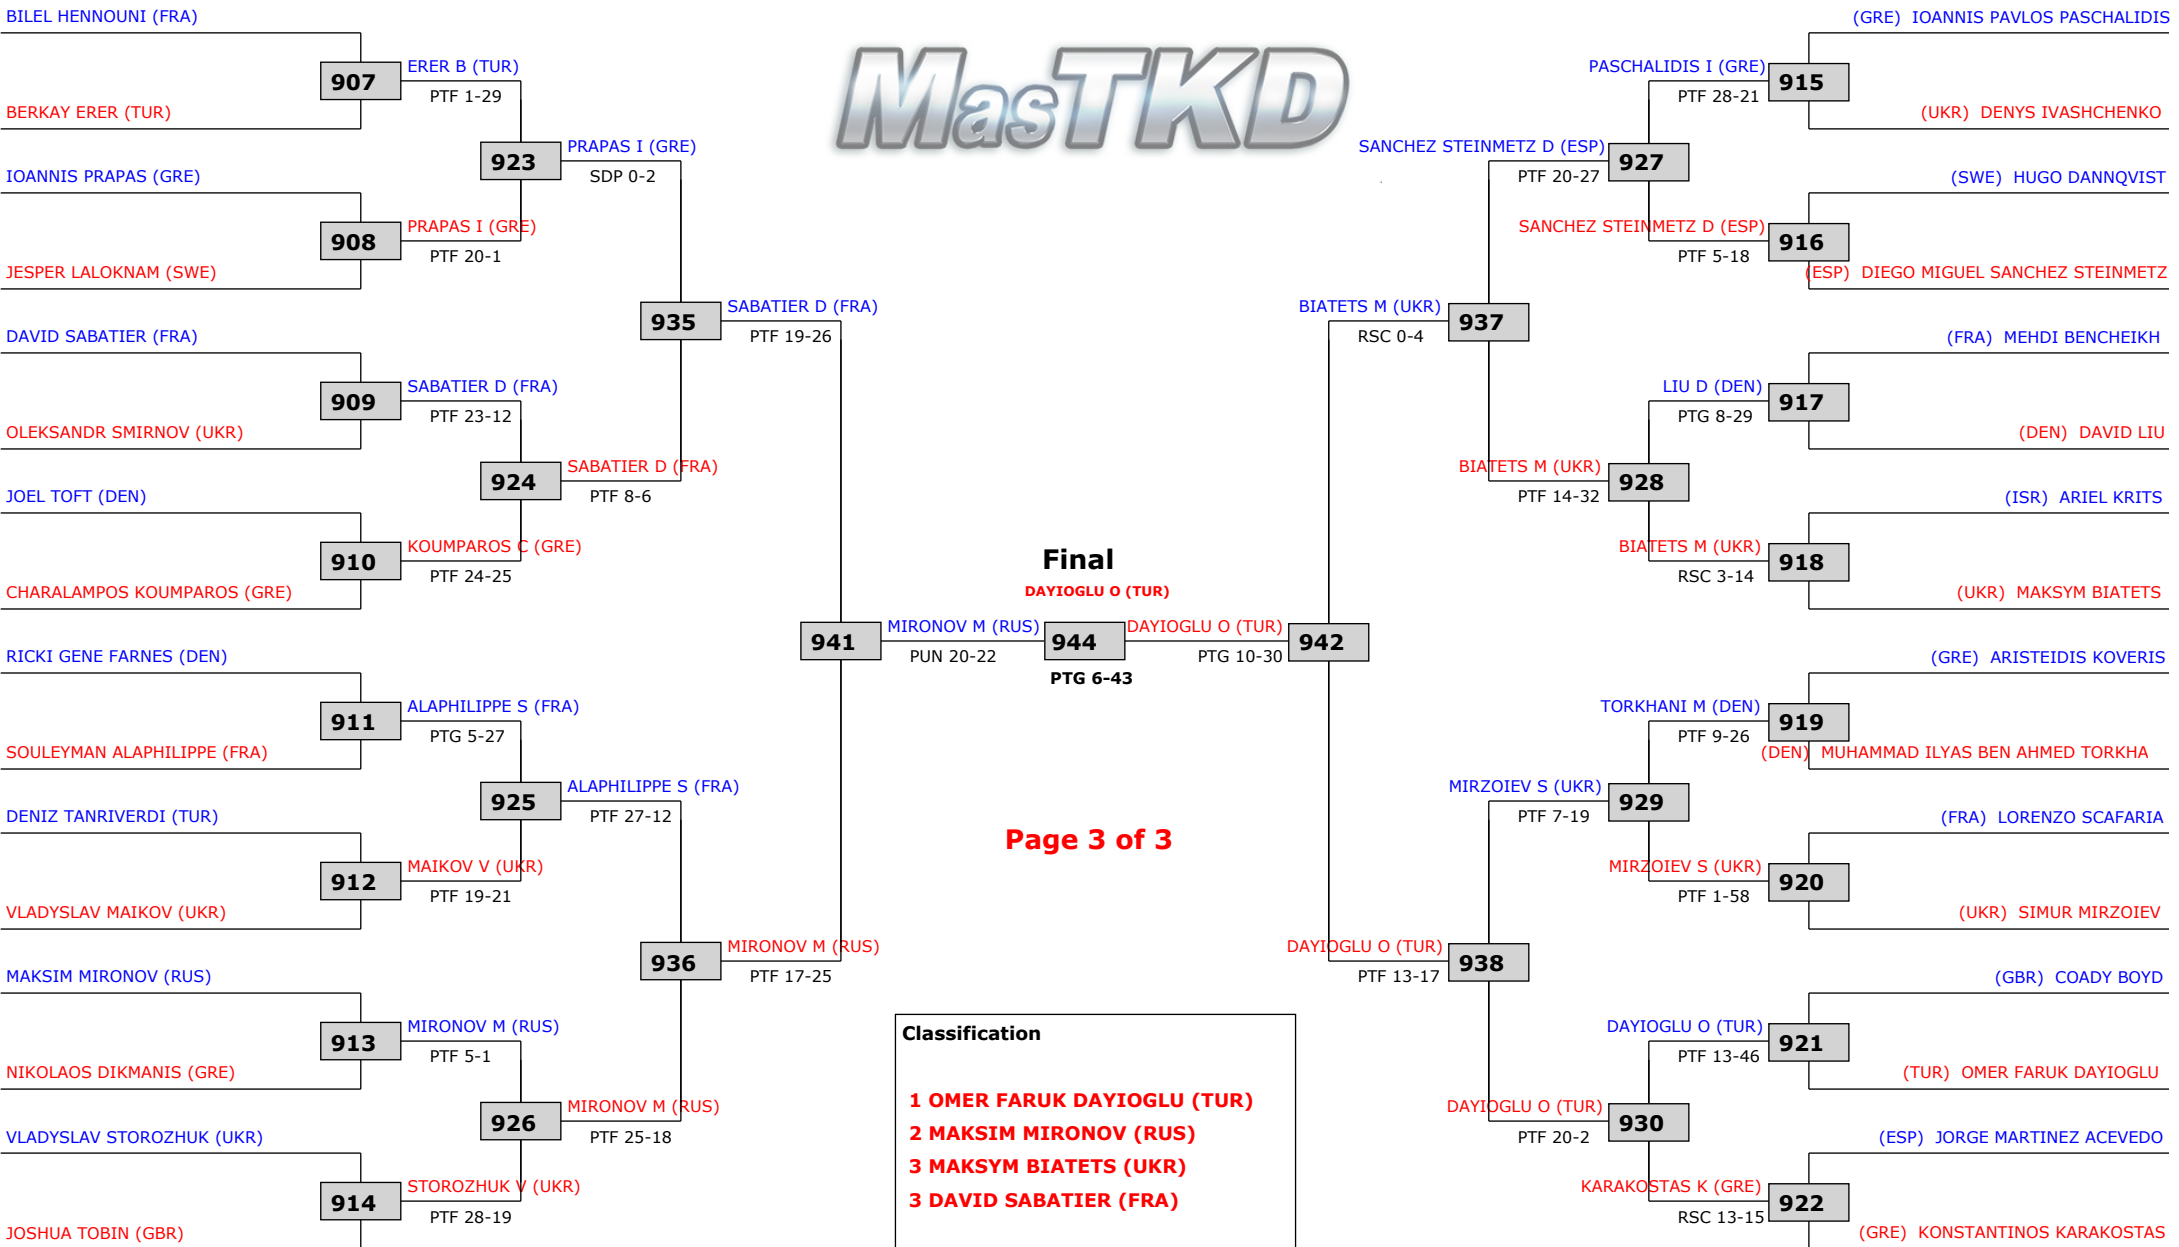 BILEL HENNOUNI (FRA)
907
ERER B (TUR)
PTF 1-29
BERKAY ERER (TUR)
923
PRAPAS I (GRE)
SDP 0-2
IOANNIS PRAPAS (GRE)
908
PRAPAS I (GRE)
PTF 20-1
JESPER LALOKNAM (SWE)
935
SABATIER D (FRA)
PTF 19-26
DAVID SABATIER (FRA)
909
SABATIER D (FRA)
PTF 23-12
OLEKSANDR SMIRNOV (UKR)
924
SABATIER D (FRA)
PTF 8-6
JOEL TOFT (DEN)
910
KOUMPAROS C (GRE)
PTF 24-25
CHARALAMPOS KOUMPAROS (GRE)
941
MIRONOV M (RUS)
PUN 20-22
RICKI GENE FARNES (DEN)
911
ALAPHILIPPE S (FRA)
PTG 5-27
SOULEYMAN ALAPHILIPPE (FRA)
925
ALAPHILIPPE S (FRA)
PTF 27-12
DENIZ TANRIVERDI (TUR)
912
MAIKOV V (UKR)
PTF 19-21
VLADYSLAV MAIKOV (UKR)
936
MIRONOV M (RUS)
PTF 17-25
MAKSIM MIRONOV (RUS)
913
MIRONOV M (RUS)
PTF 5-1
NIKOLAOS DIKMANIS (GRE)
926
MIRONOV M (RUS)
PTF 25-18
VLADYSLAV STOROZHUK (UKR)
914
STOROZHUK V (UKR)
PTF 28-19
JOSHUA TOBIN (GBR)
MasTKD
Final
DAYIOGLU O (TUR)
944
PTG 6-43
Page 3 of 3
Classification
1 OMER FARUK DAYIOGLU (TUR)
2 MAKSIM MIRONOV (RUS)
3 MAKSYM BIATETS (UKR)
3 DAVID SABATIER (FRA)
(GRE) IOANNIS PAVLOS PASCHALIDIS
PASCHALIDIS I (GRE)
915
PTF 28-21
(UKR) DENYS IVASHCHENKO
SANCHEZ STEINMETZ D (ESP)
927
PTF 20-27
(SWE) HUGO DANNQVIST
SANCHEZ STEINMETZ D (ESP)
916
PTF 5-18
(ESP) DIEGO MIGUEL SANCHEZ STEINMETZ
BIATETS M (UKR)
937
RSC 0-4
(FRA) MEHDI BENCHEIKH
LIU D (DEN)
917
PTG 8-29
(DEN) DAVID LIU
BIATETS M (UKR)
928
PTF 14-32
(ISR) ARIEL KRITS
BIATETS M (UKR)
918
RSC 3-14
(UKR) MAKSYM BIATETS
DAYIOGLU O (TUR)
942
PTG 10-30
(GRE) ARISTEIDIS KOVERIS
TORKHANI M (DEN)
919
PTF 9-26
(DEN) MUHAMMAD ILYAS BEN AHMED TORKHA
MIRZOIEV S (UKR)
929
PTF 7-19
(FRA) LORENZO SCAFARIA
MIRZOIEV S (UKR)
920
PTF 1-58
(UKR) SIMUR MIRZOIEV
DAYIOGLU O (TUR)
938
PTF 13-17
(GBR) COADY BOYD
DAYIOGLU O (TUR)
921
PTF 13-46
(TUR) OMER FARUK DAYIOGLU
DAYIOGLU O (TUR)
930
PTF 20-2
(ESP) JORGE MARTINEZ ACEVEDO
KARAKOSTAS K (GRE)
922
RSC 13-15
(GRE) KONSTANTINOS KARAKOSTAS